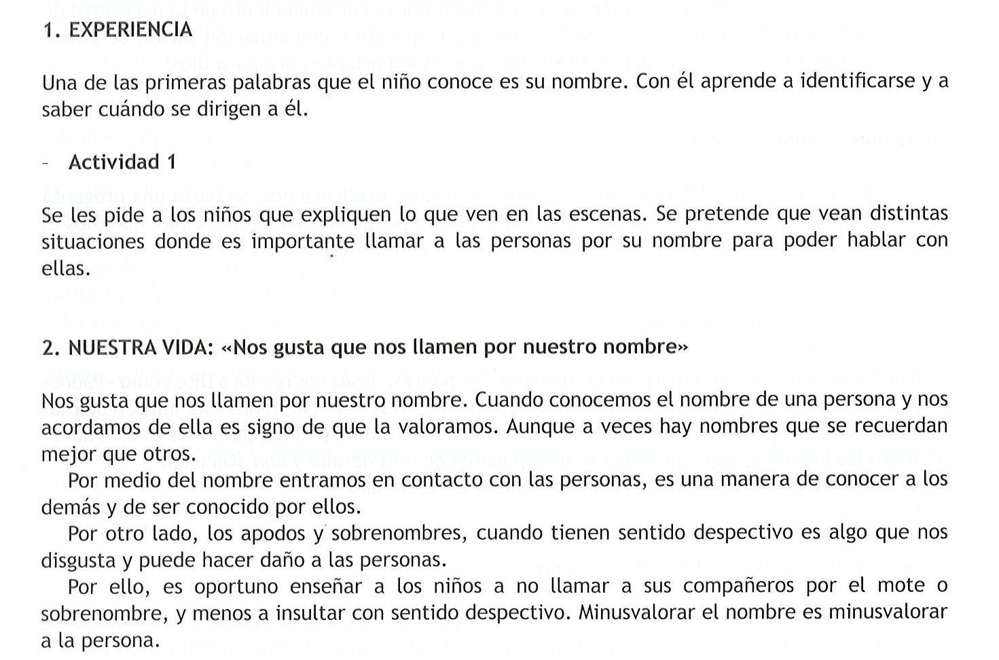 1. EXPERIENCIA
Una de las primeras palabras que el niño conoce es su nombre. Con él aprende a identificarse y a
saber cuándo se dirigen a él.
- Actividad 1
Se les pide a los niños que expliquen lo que ven en las escenas. Se pretende que vean distintas
situaciones donde es importante llamar a las personas por su nombre para poder hablar con
ellas.
2. NUESTRA VIDA: «Nos gusta que nos llamen por nuestro nombre»
Nos gusta que nos llamen por nuestro nombre. Cuando conocemos el nombre de una persona y nos
acordamos de ella es signo de que la valoramos. Aunque a veces hay nombres que se recuerdan
mejor que otros.
Por medio del nombre entramos en contacto con las personas, es una manera de conocer a los
demás y de ser conocido por ellos.
Por otro lado, los apodos y sobrenombres, cuando tienen sentido despectivo es algo que nos
disgusta y puede hacer daño a las personas.
Por ello, es oportuno enseñar a los niños a no llamar a sus compañeros por el mote o
sobrenombre, y menos a insultar con sentido despectivo. Minusvalorar el nombre es minusvalorar
a la persona.